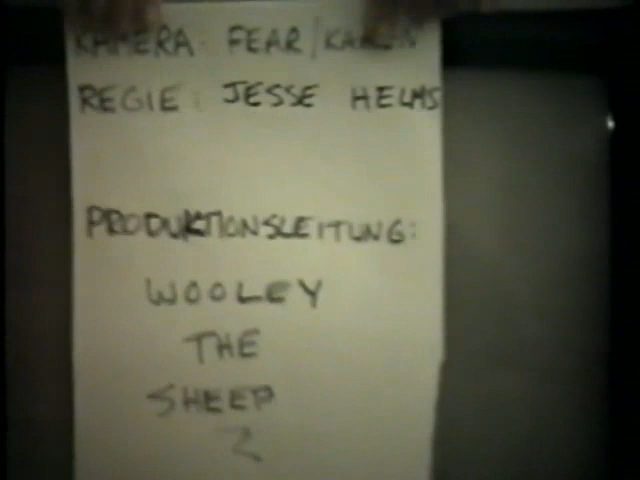 KAMERA: FEAR/
REGIE: JESSE HELMS
PRODUKTIONSLEITUNG:
WOOLEY
THE
SHEEP